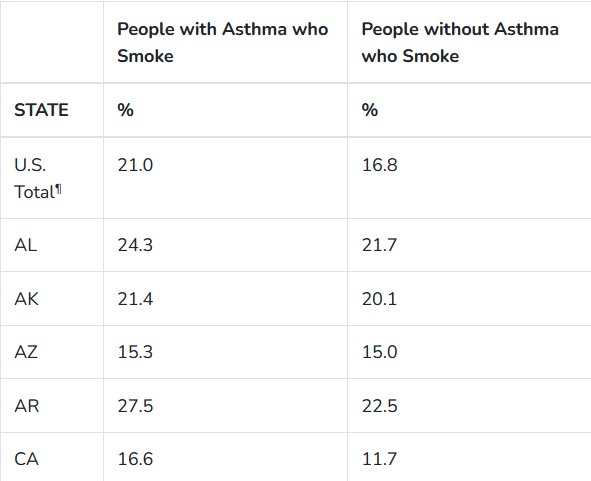 People with Asthma who Smoke People without Asthma who Smoke
STATE % %
U.S. Total¶ 21.0 16.8
AL 24.3 21.7
AK 21.4 20.1
AZ 15.3 15.0
AR 27.5 22.5
CA 16.6 11.7